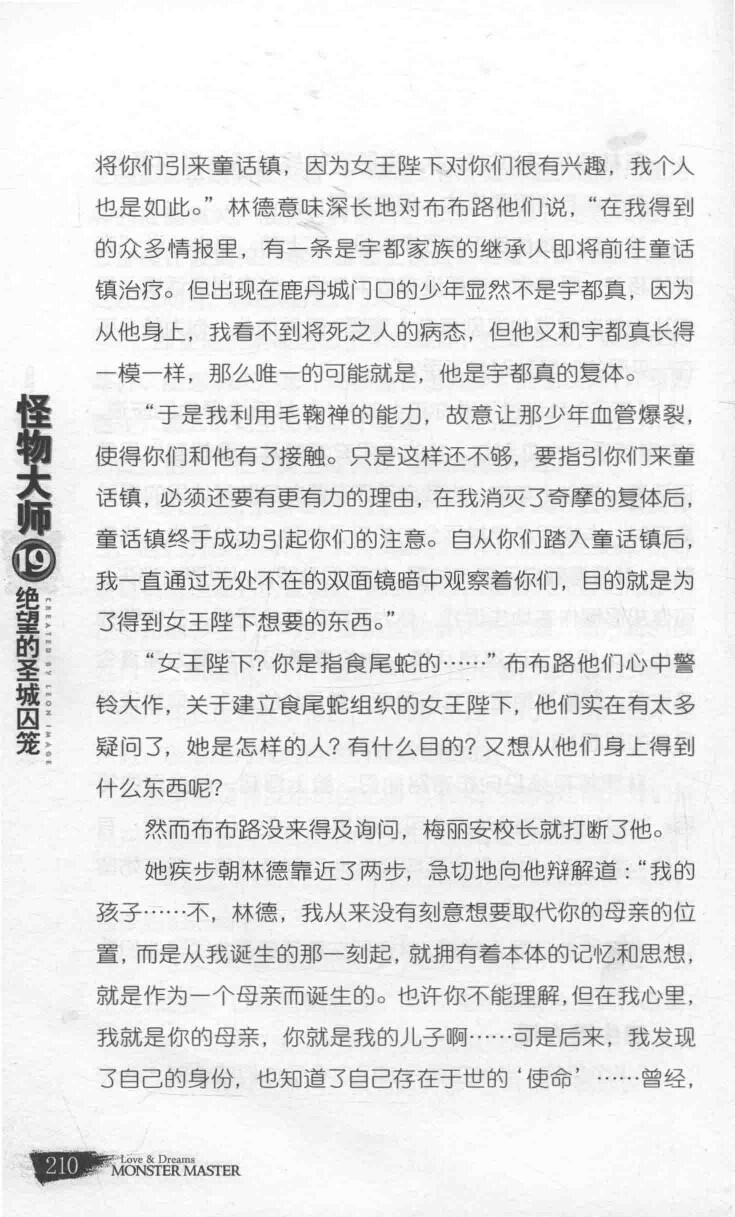 将你们引来童话镇，因为女王陛下对你们很有兴趣，我个人
也是如此。”林德意味深长地对布布路他们说，“在我得到
的众多情报里，有一条是宇都家族的继承人即将前往童话
镇治疗。但出现在鹿丹城门口的少年显然不是宇都真，因为
从他身上，我看不到将死之人的病态，但他又和宇都真长得
一模一样，那么唯一的可能就是，他是宇都真的复体。
“于是我利用毛鞠禅的能力，故意让那少年血管爆裂，
使得你们和他有了接触。只是这样还不够，要指引你们来童
话镇，必须还要有更有力的理由，在我消灭了奇摩的复体后，
童话镇终于成功引起你们的注意。自从你们踏入童话镇后，
我一直通过无处不在的双面镜暗中观察着你们，目的就是为
了得到女王陛下想要的东西。”
“女王陛下？你是指食尾蛇的……”布布路他们心中警
铃大作，关于建立食尾蛇组织的女王陛下，他们实在有太多
疑问了，她是怎样的人？有什么目的？又想从他们身上得到
什么东西呢？
然而布布路没来得及询问，梅丽安校长就打断了他。
她疾步朝林德靠近了两步，急切地向他辩解道：“我的
孩子……不，林德，我从来没有刻意想要取代你的母亲的位
置，而是从我诞生的那一刻起，就拥有着本体的记忆和思想，
就是作为一个母亲而诞生的。也许你不能理解，但在我心里，
我就是你的母亲，你就是我的儿子啊……可是后来，我发现
了自己的身份，也知道了自己存在于世的‘使命’……曾经，
怪物大师
19
绝望的圣城囚笼
CREATED BY LEON IMAGE
210
Love & Dreams
MONSTER MASTER